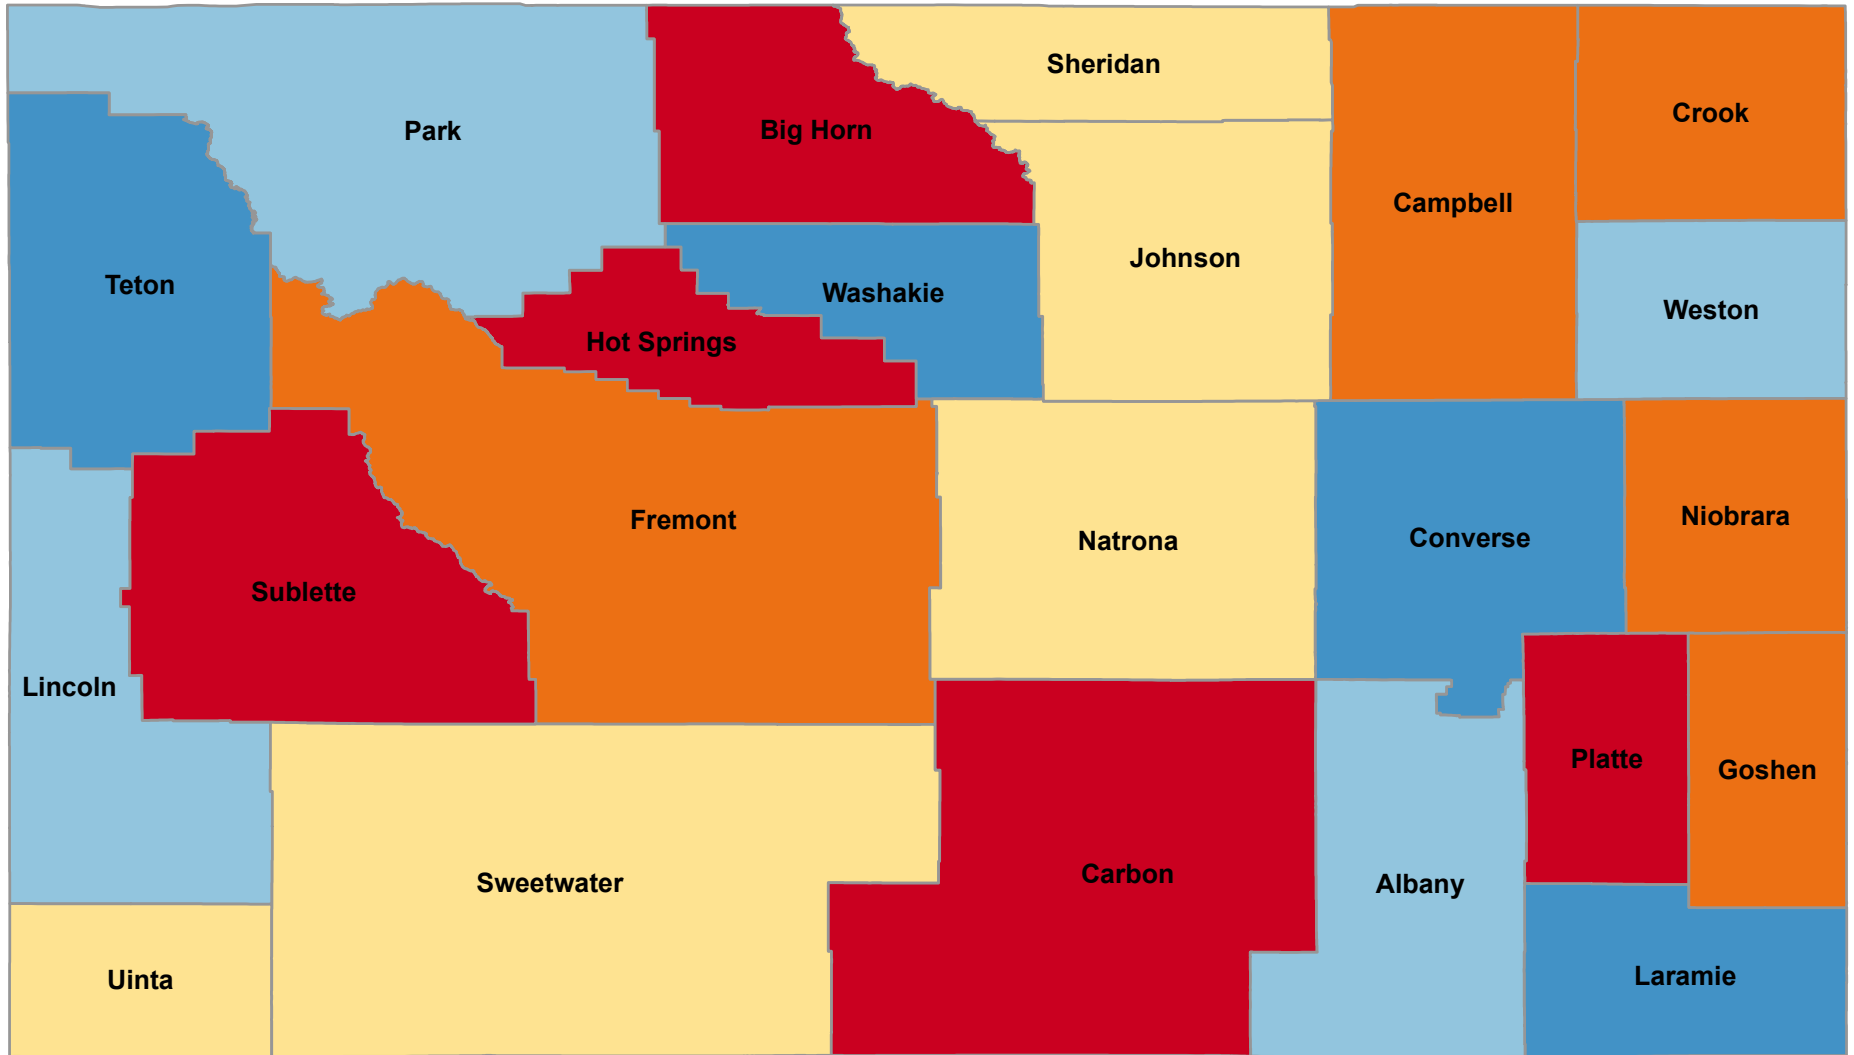 Sheridan
Crook
Park
Big Horn
Campbell
Johnson
Teton
Washakie
Weston
Hot Springs
Niobrara
Fremont
Converse
Natrona
Sublette
Lincoln
Platte
Goshen
Carbon
Sweetwater
Albany
Laramie
Uinta